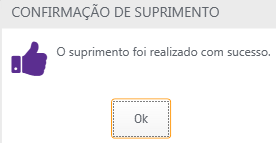 CONFIRMAÇÃO DE SUPRIMENTO
O suprimento foi realizado com sucesso.
Ok